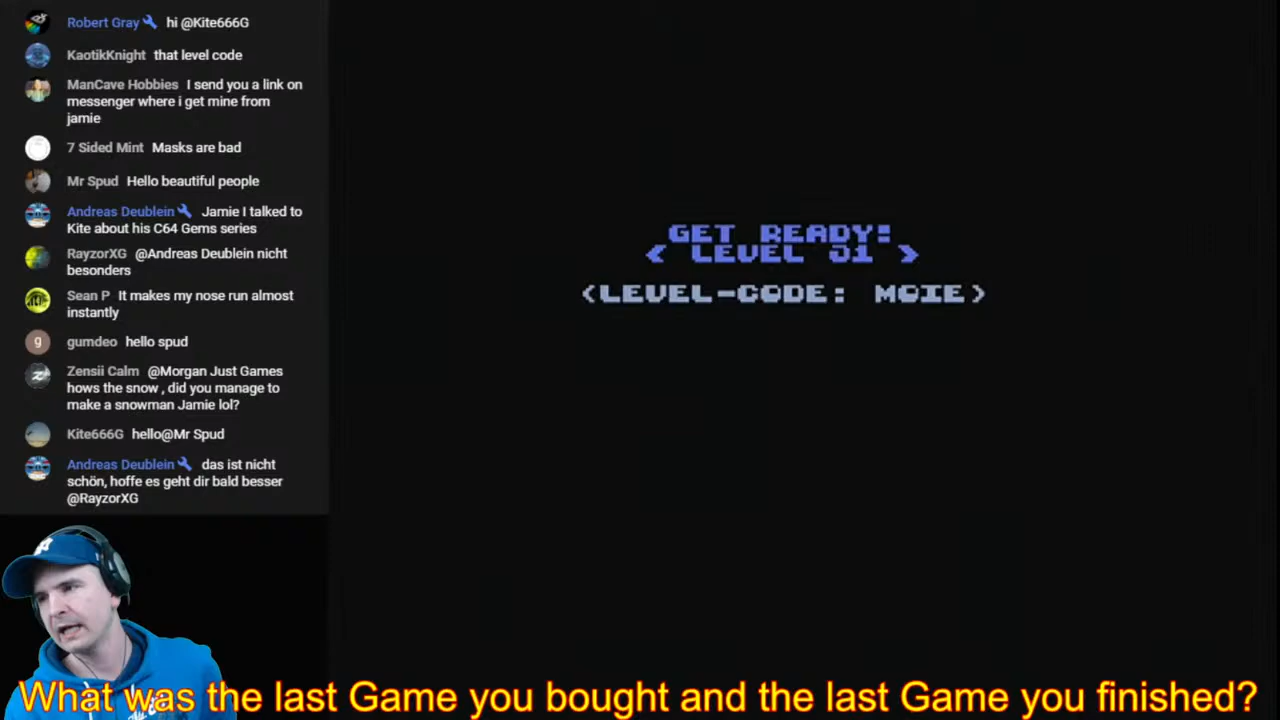 Robert Gray hi @Kite666G
KaotikKnight that level code
ManCave Hobbies I send you a link on
messenger where i get mine from
jamie
7 Sided Mint Masks are bad
Mr Spud Hello beautiful people
Andreas Deublein Jamie I talked to
Kite about his C64 Gems series
RayzorXG @Andreas Deublein nicht
besonders
Sean P It makes my nose run almost
instantly
g gumdeo hello spud
Zensii Calm @Morgan Just Games
hows the snow , did you manage to
make a snowman Jamie lol?
Kite666G hello@Mr Spud
Andreas Deublein das ist nicht
schön, hoffe es geht dir bald besser
@RayzorXG
GET READY:
< LEVEL 31 >
<LEVEL-CODE: MOIE>
What was the last Game you bought and the last Game you finished?